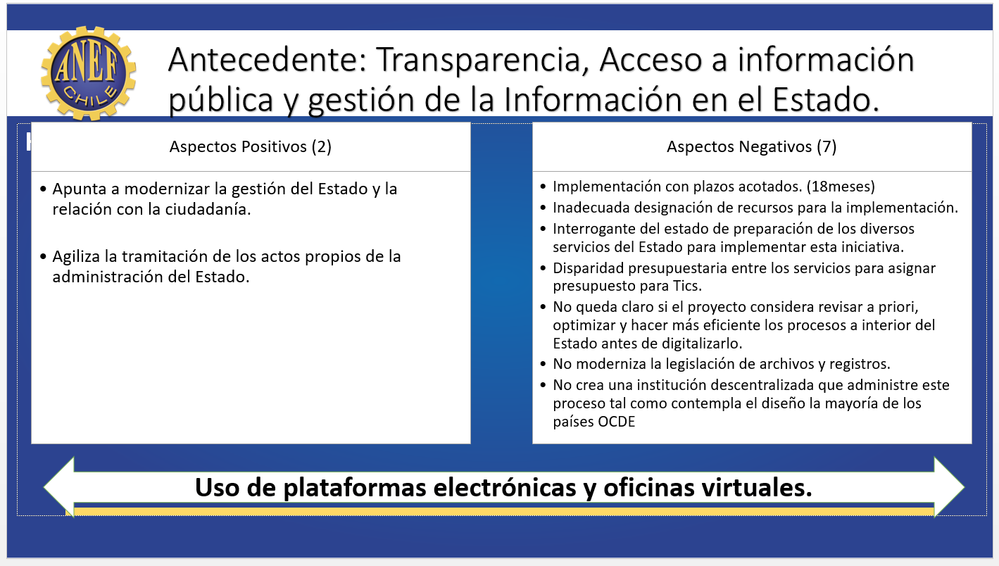 ANEF
CHILE
Antecedente: Transparencia, Acceso a información
pública y gestión de la Información en el Estado.
Aspectos Positivos (2)
• Apunta a modernizar la gestión del Estado y la
relación con la ciudadanía.
• Agiliza la tramitación de los actos propios de la
administración del Estado.
Aspectos Negativos (7)
• Implementación con plazos acotados. (18meses)
• Inadecuada designación de recursos para la implementación.
• Interrogante del estado de preparación de los diversos
servicios del Estado para implementar esta iniciativa.
• Disparidad presupuestaria entre los servicios para asignar
presupuesto para Tics.
• No queda claro si el proyecto considera revisar a priori,
optimizar y hacer más eficiente los procesos a interior del
Estado antes de digitalizarlo.
• No moderniza la legislación de archivos y registros.
• No crea una institución descentralizada que administre este
proceso tal como contempla el diseño la mayoría de los
países OCDE
Uso de plataformas electrónicas y oficinas virtuales.